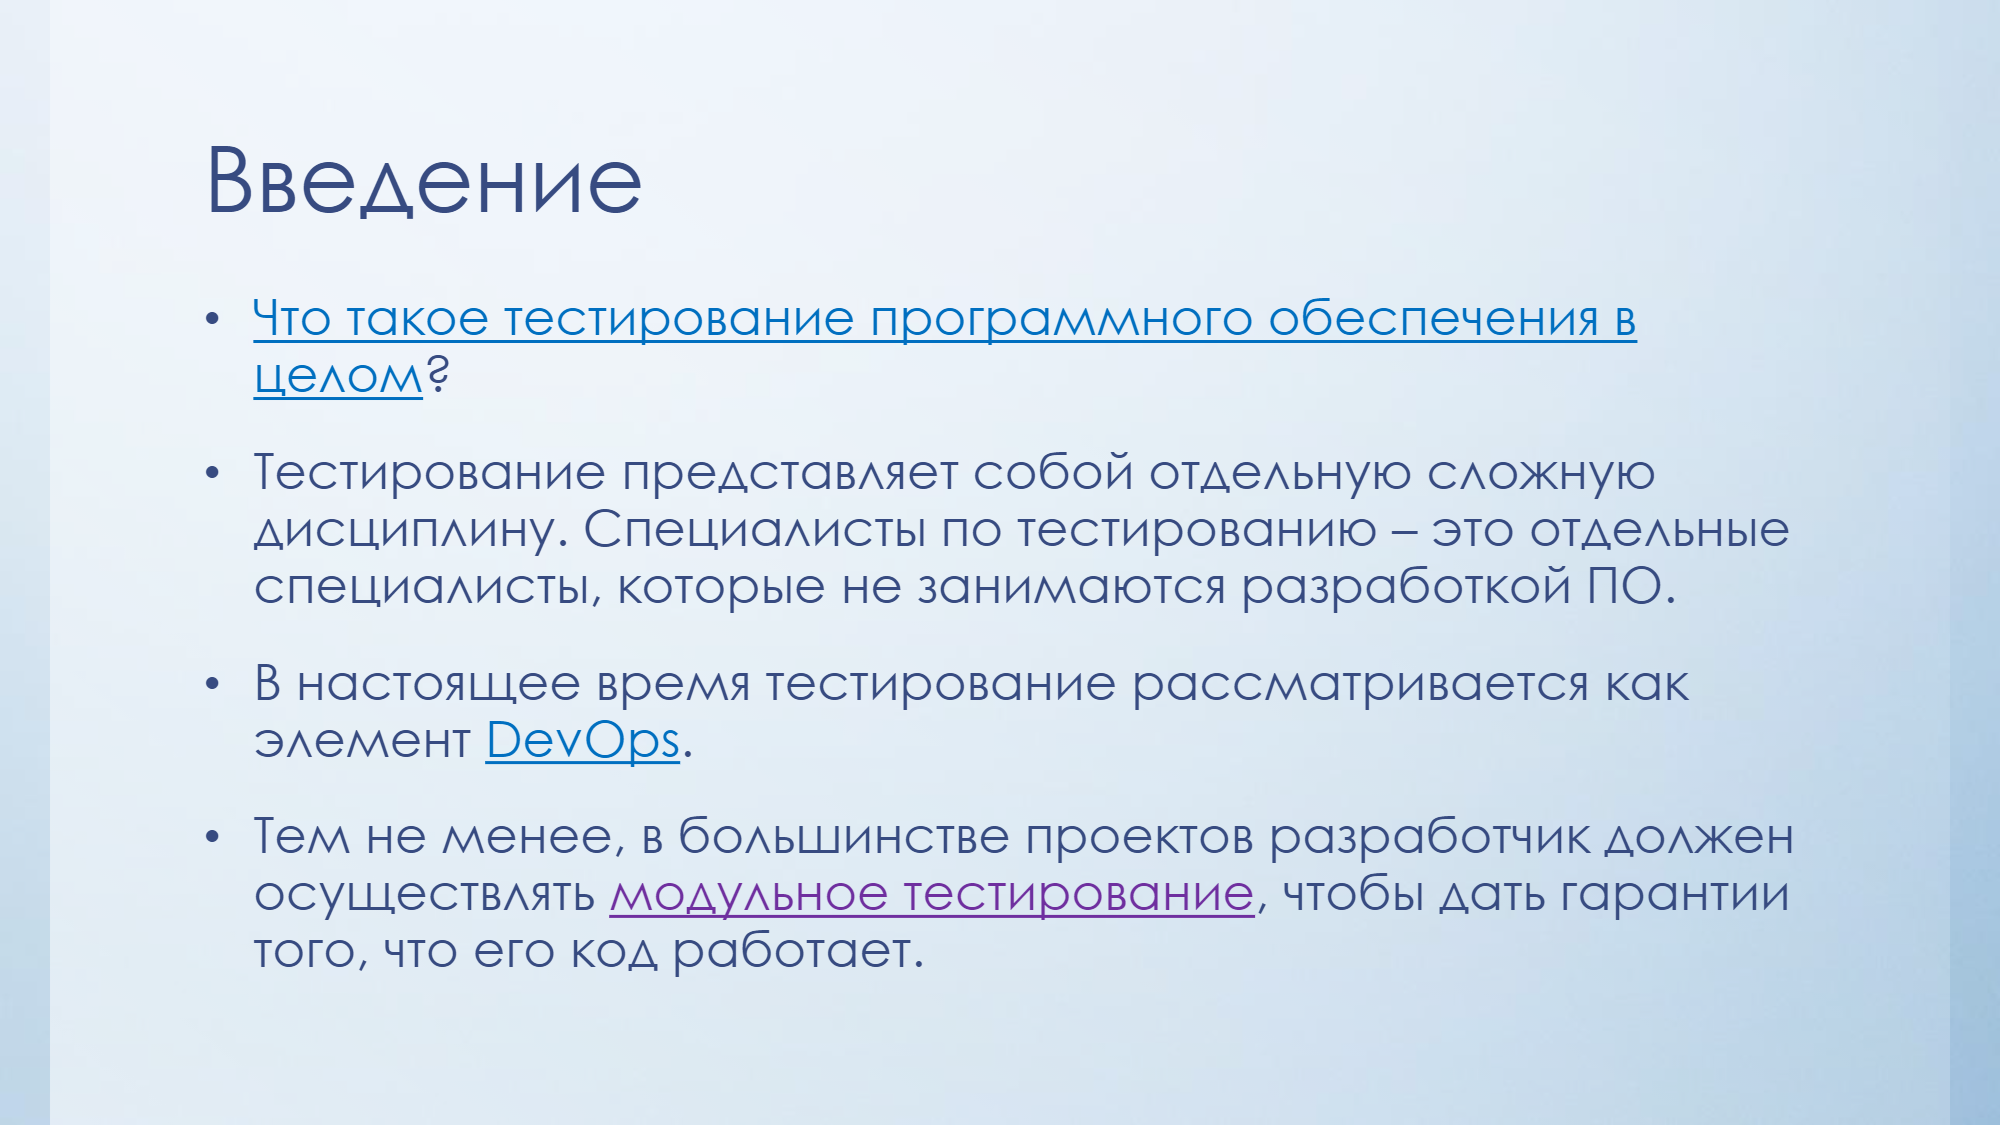 Введение
• Что такое тестирование программного обеспечения в
целом?
• Тестирование представляет собой отдельную сложную
дисциплину. Специалисты по тестированию – это отдельные
специалисты, которые не занимаются разработкой ПО.
• В настоящее время тестирование рассматривается как
элемент DevOps.
• Тем не менее, в большинстве проектов разработчик должен
осуществлять модульное тестирование, чтобы дать гарантии
того, что его код работает.